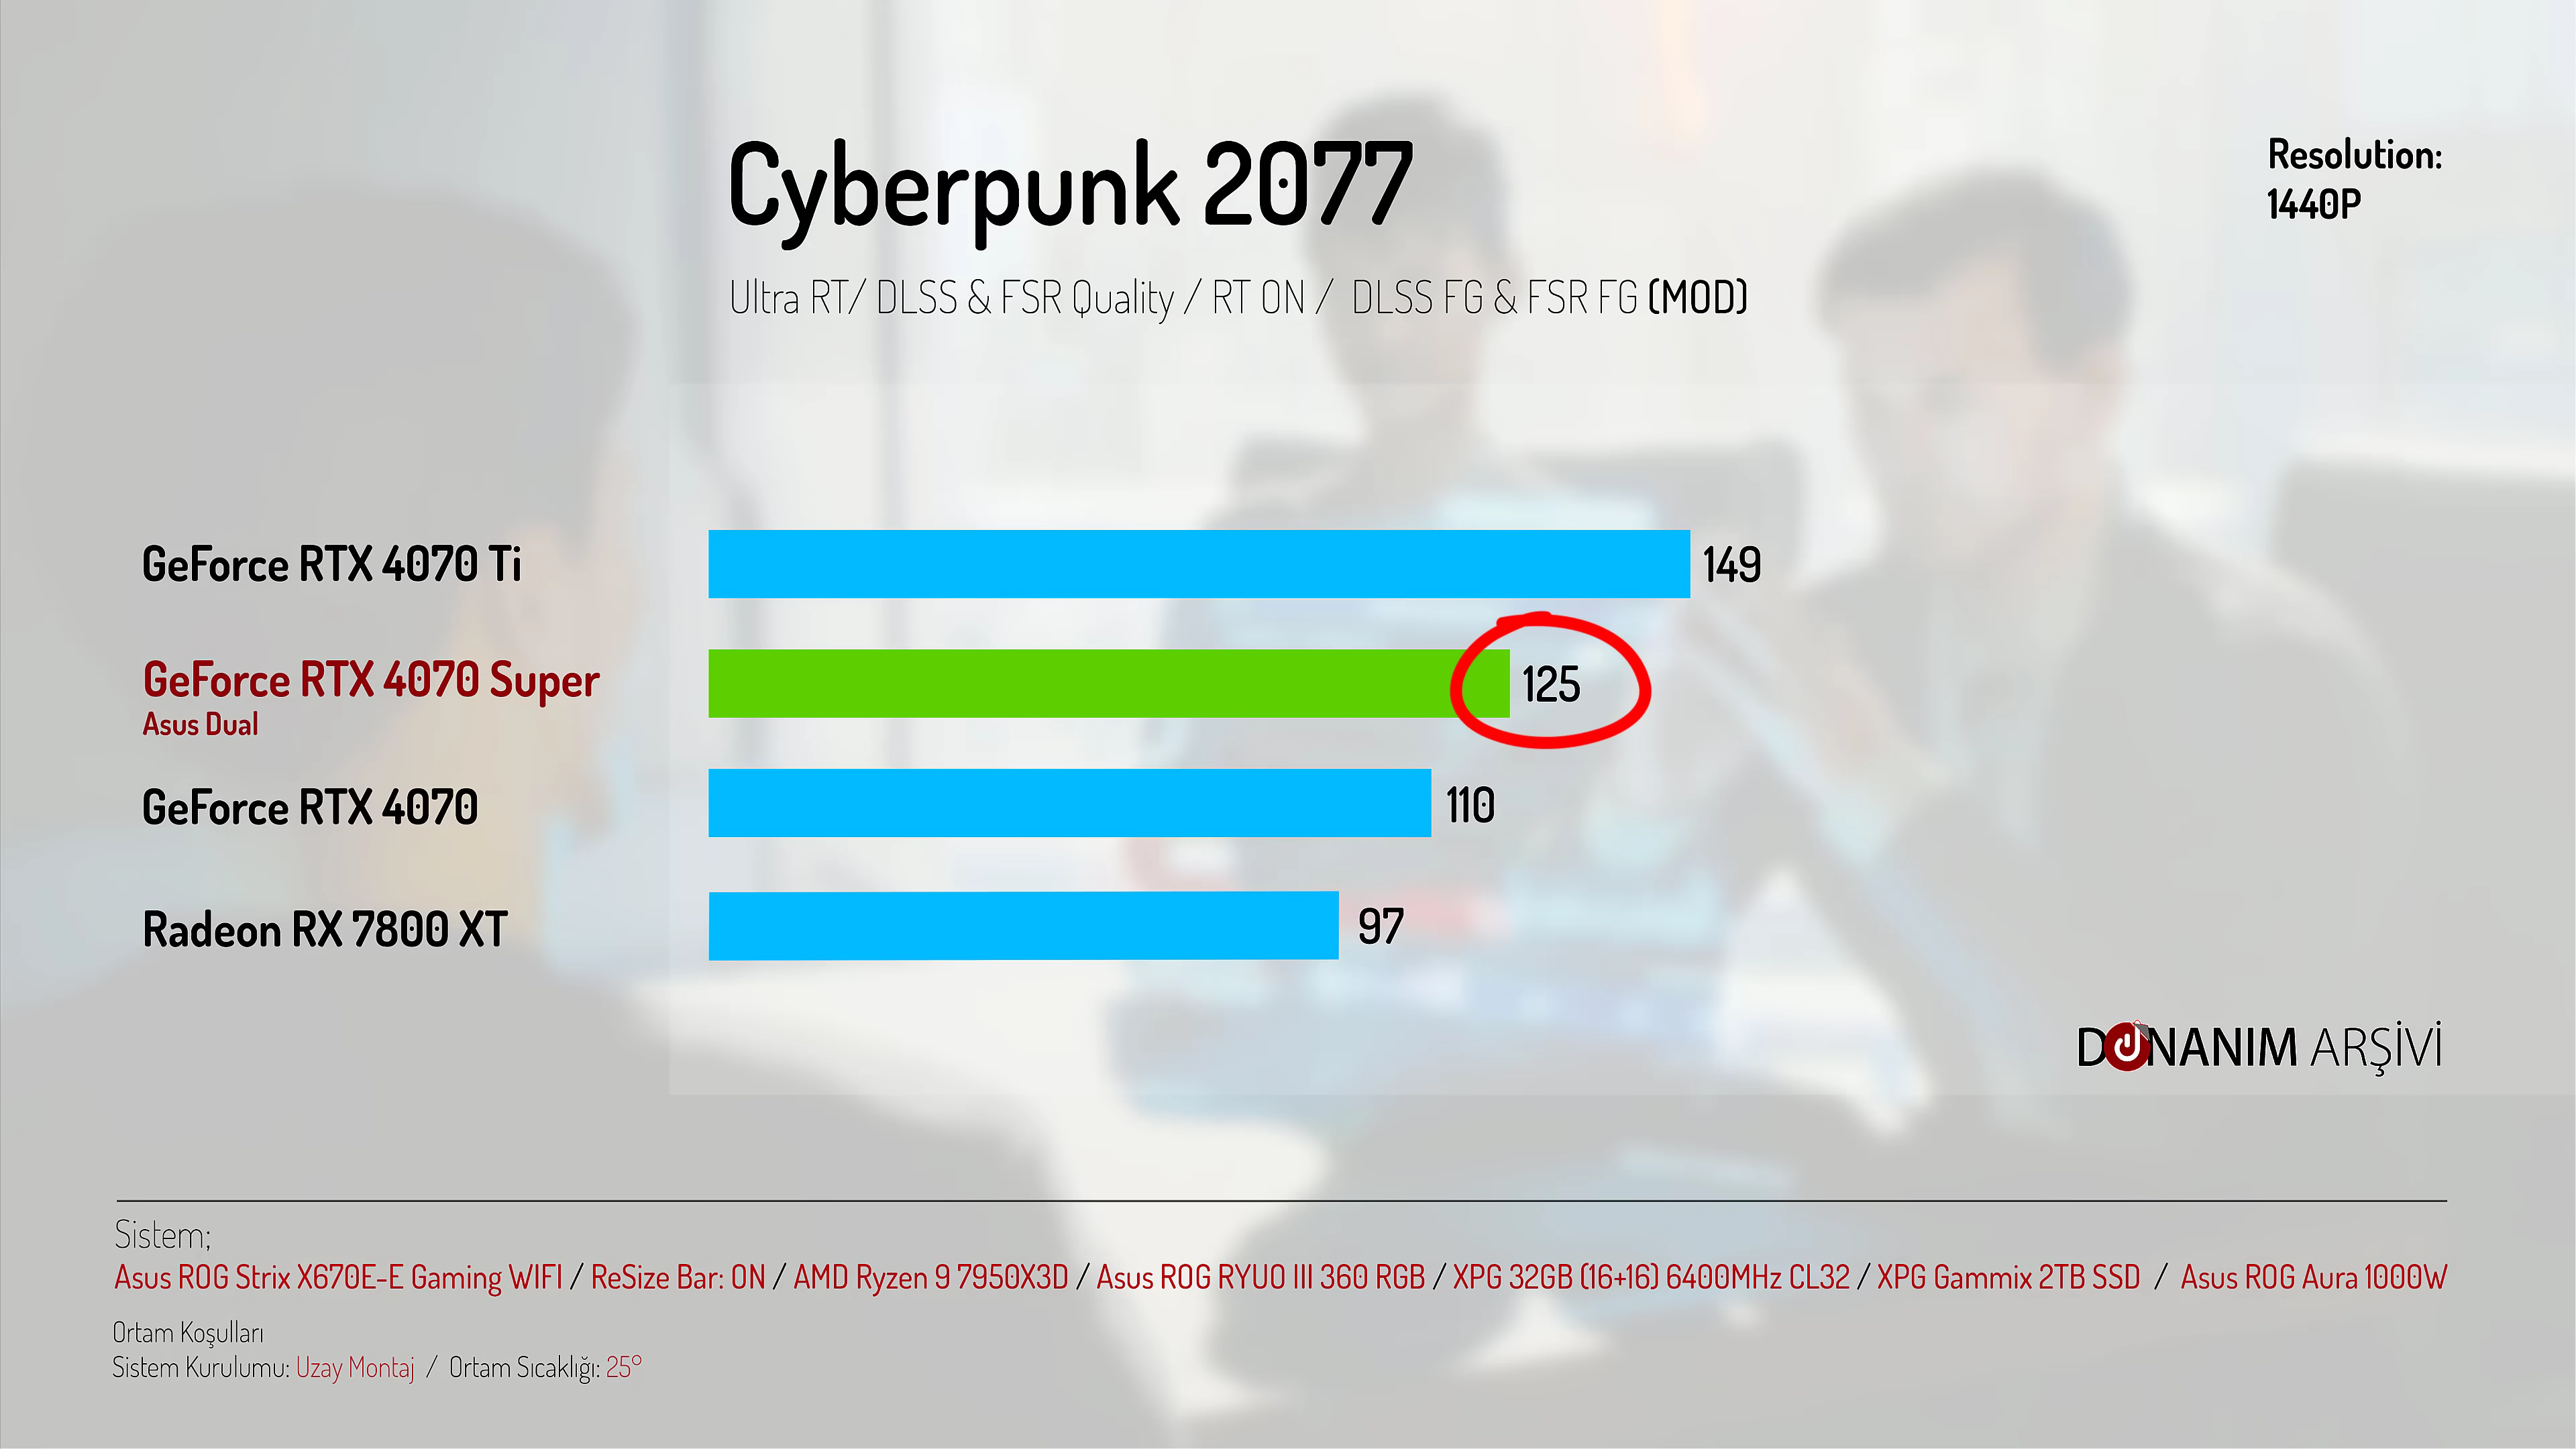 Cyberpunk 2077
Resolution:
1440P
Ultra RT/ DLSS & FSR Quality / RT ON / DLSS FG & FSR FG (MOD)
GeForce RTX 4070 Ti
149
GeForce RTX 4070 Super
Asus Dual
125
GeForce RTX 4070
110
Radeon RX 7800 XT
97
DONANIM ARŞİVİ
Sistem;
Asus ROG Strix X670E-E Gaming WIFI / ReSize Bar: ON / AMD Ryzen 9 7950X3D / Asus ROG RYUO III 360 RGB / XPG 32GB (16+16) 6400MHz CL32 / XPG Gammix 2TB SSD / Asus ROG Aura 1000W
Ortam Koşulları
Sistem Kurulumu: Uzay Montaj / Ortam Sıcaklığı: 25°